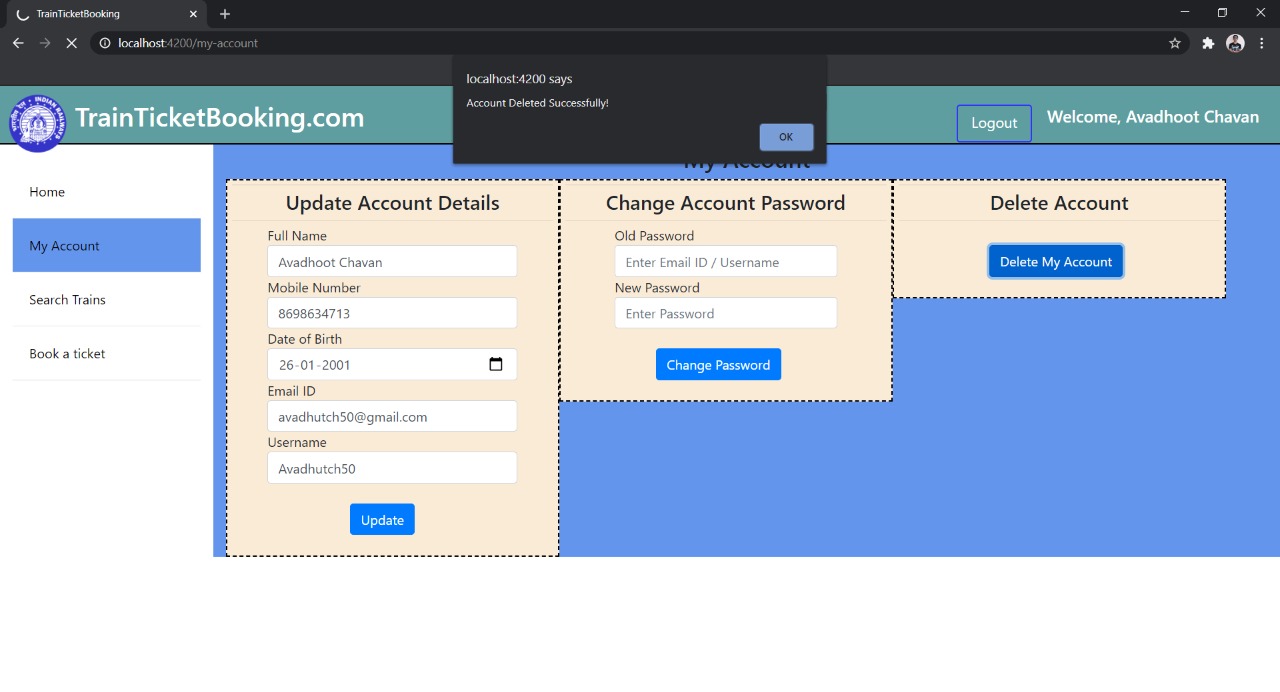 TrainTicketBooking
localhost:4200/my-account
localhost:4200 says
Account Deleted Successfully!
OK
TrainTicketBooking.com
Logout
Welcome, Avadhoot Chavan
Home
My Account
Search Trains
Book a ticket
My Account
Update Account Details
Full Name
Avadhoot Chavan
Mobile Number
8698634713
Date of Birth
26-01-2001
Email ID
avadhutch50@gmail.com
Username
Avadhutch50
Update
Change Account Password
Old Password
Enter Email ID / Username
New Password
Enter Password
Change Password
Delete Account
Delete My Account